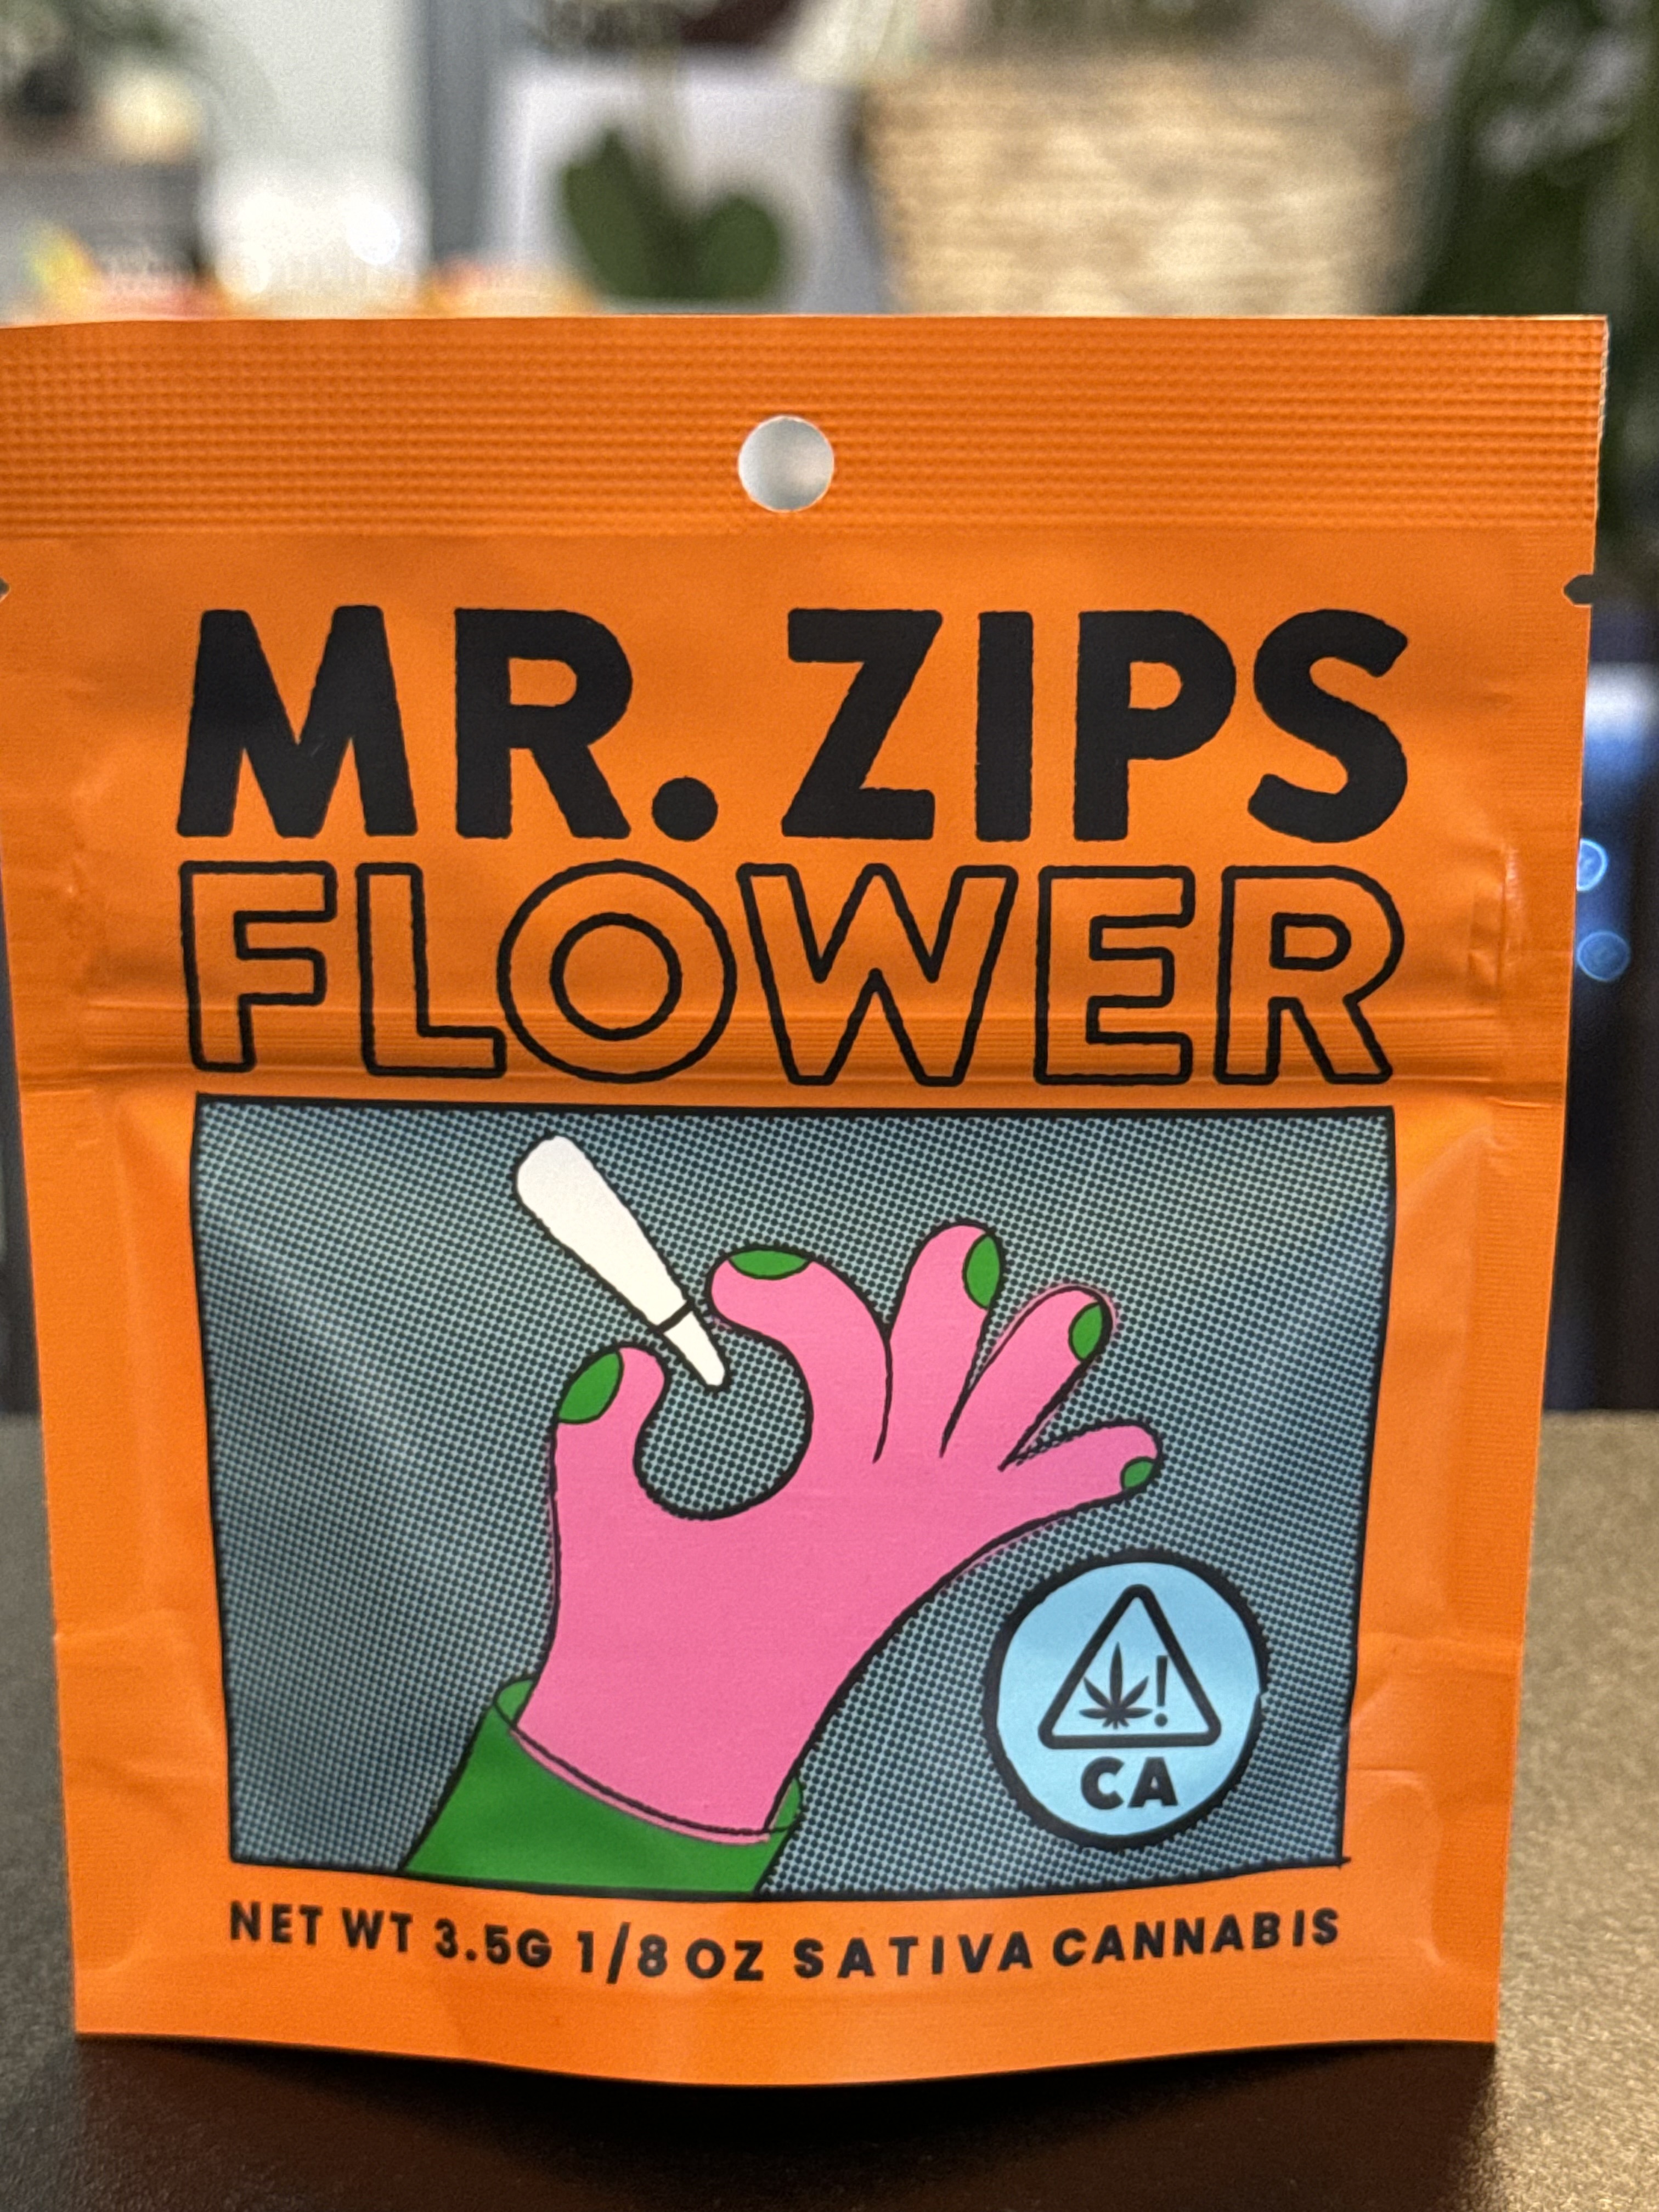 MR. ZIPS
FLOWER
!
CA
NET WT 3.5G 1/8 OZ SATIVA CANNABIS